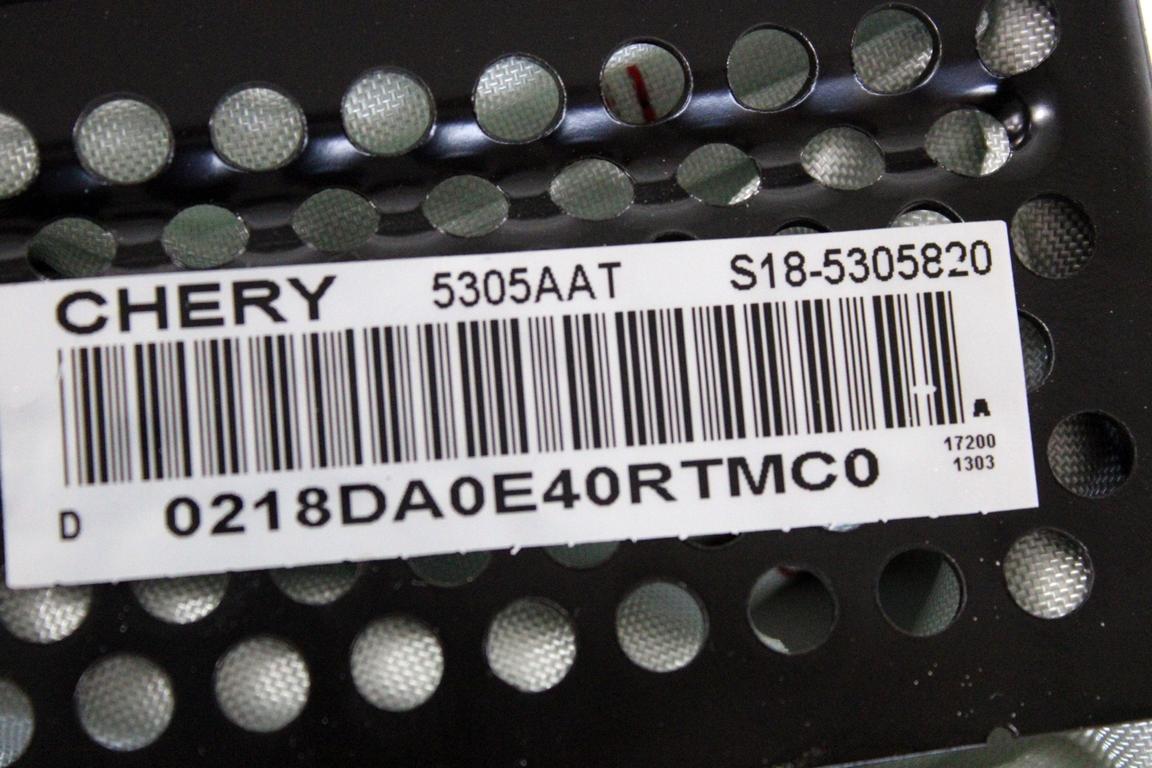 CHERY 5305AAT S18-5305820
A
17200
1303
D 0218DA0E40RTMC0